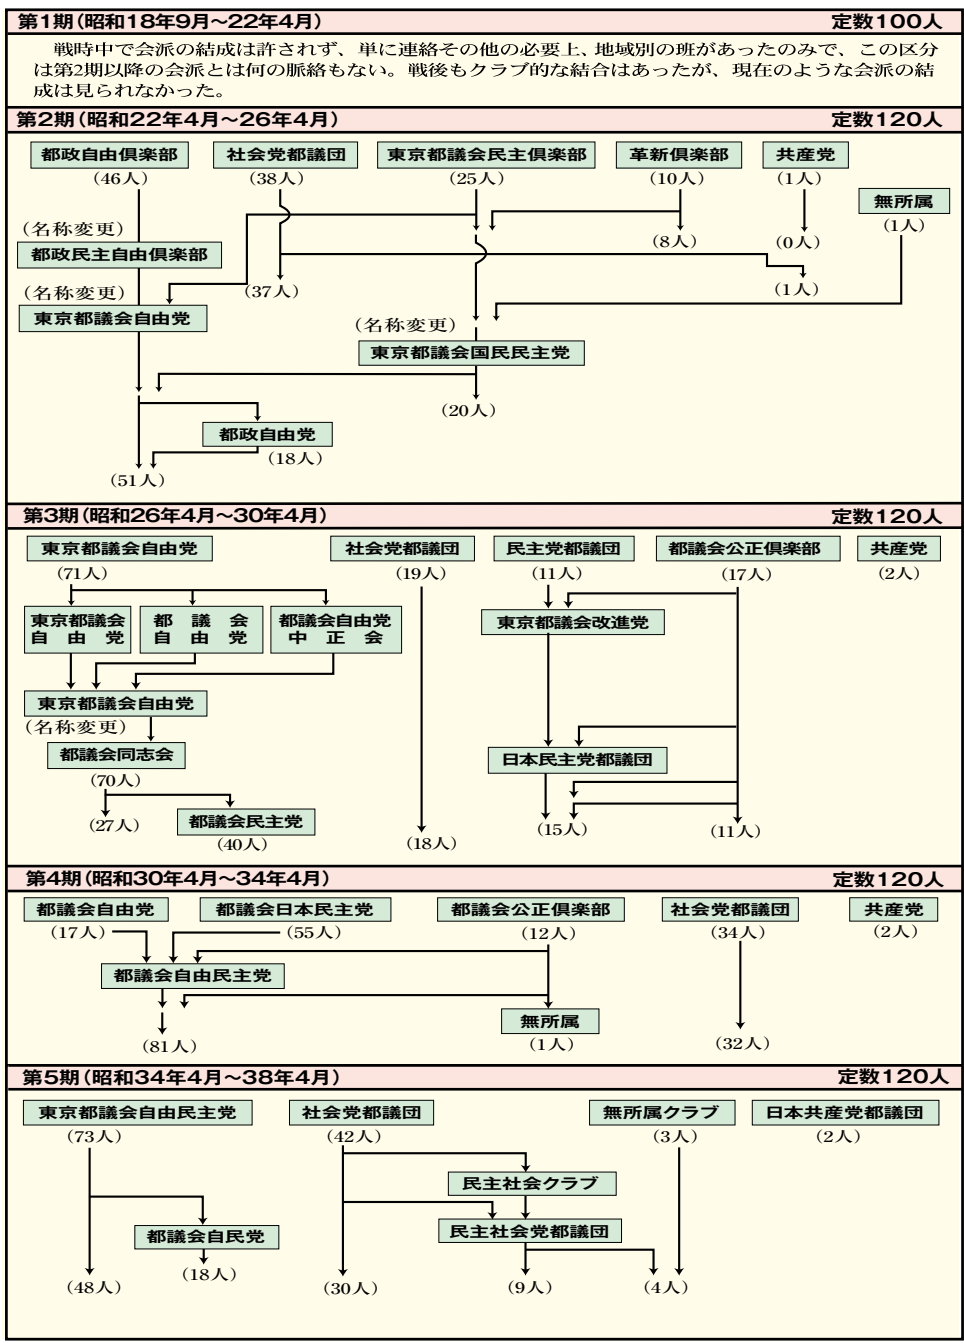 第1期（昭和18年9月～22年4月） 定数100人
戦時中で会派の結成は許されず、単に連絡その他の必要上、地域別の班があったのみで、この区分
は第2期以降の会派とは何の脈絡もない。戦後もクラブ的な結合はあったが、現在のような会派の結
成は見られなかった。
第2期（昭和22年4月～26年4月） 定数120人
都政自由倶楽部 社会党都議団 東京都議会民主倶楽部 革新倶楽部 共産党
（46人） （38人） （25人） （10人） （1人）
無所属
（1人）
（名称変更）
（8人） （0人）
都政民主自由倶楽部
（名称変更） （37人） （1人）
東京都議会自由党
（名称変更）
東京都議会国民民主党
（20人）
都政自由党
（18人）
（51人）
第3期（昭和26年4月～30年4月） 定数120人
東京都議会自由党 社会党都議団 民主党都議団 都議会公正倶楽部 共産党
（71人） （19人） （11人） （17人） （2人）
東京都議会 都議会 都議会自由党
自由党 自由党 中正会
東京都議会改進党
東京都議会自由党
（名称変更）
都議会同志会
日本民主党都議団
（70人）
都議会民主党
（27人） （40人） （18人） （15人） （11人）
第4期（昭和30年4月～34年4月） 定数120人
都議会自由党 都議会日本民主党 都議会公正倶楽部 社会党都議団 共産党
（17人） （55人） （12人） （34人） （2人）
都議会自由民主党
無所属
（81人） （1人） （32人）
第5期（昭和34年4月～38年4月） 定数120人
東京都議会自由民主党 社会党都議団 無所属クラブ 日本共産党都議団
（73人） （42人） （3人） （2人）
民主社会クラブ
都議会自民党 民主社会党都議団
（18人）
（48人） （30人） （9人） （4人）